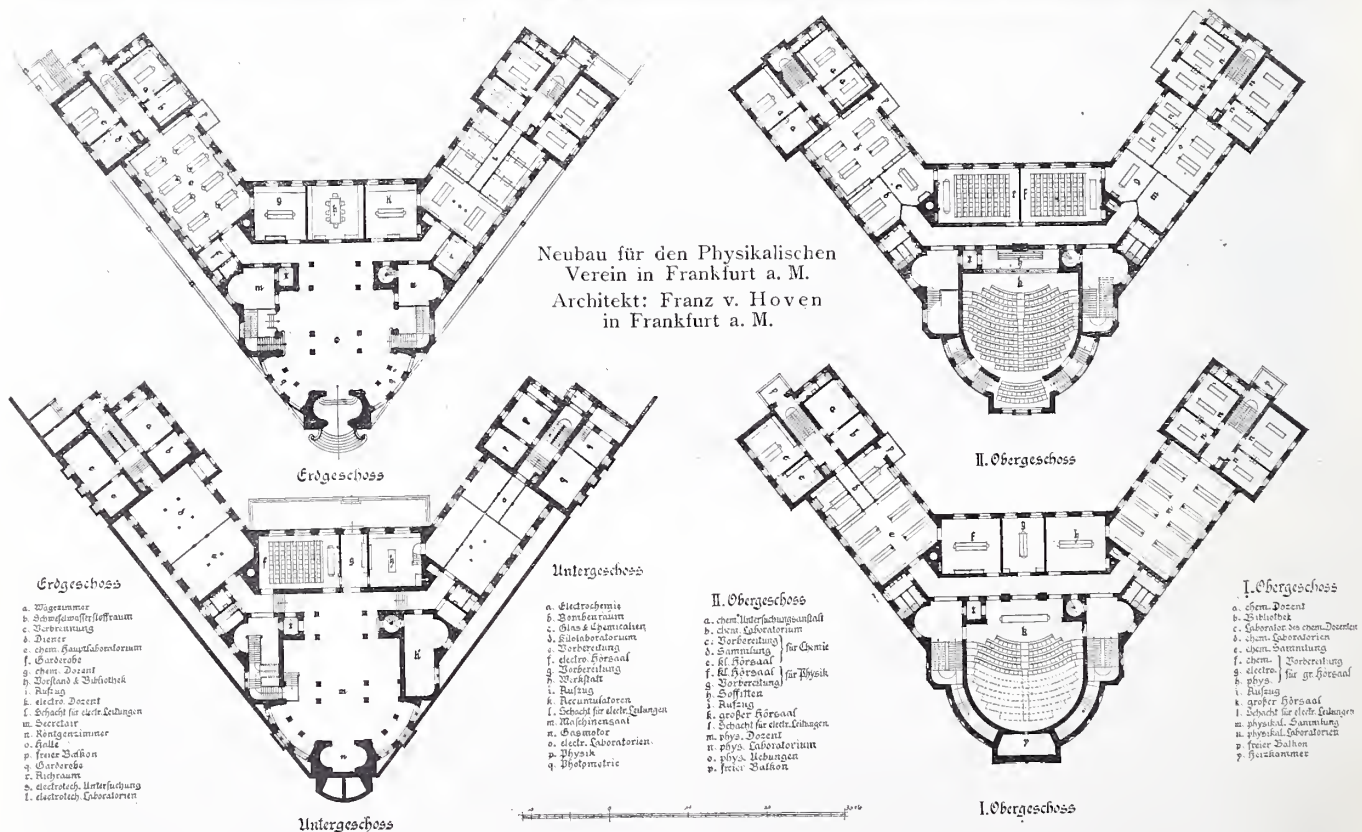 Neubau für den Physikalischen
Verein in Frankfurt a. M.
Architekt: Franz v. Hoven
in Frankfurt a. M.
Erdgeschoss
II. Obergeschoss
Untergeschoss
I. Obergeschoss
Erdgeschoss
a. Wägezimmer
b. Schwefelwasserstoffraum
c. Verbrennung
d. Diener
e. chem. Hauptlaboratorium
f. Garderobe
g. chem. Dozent
h. Vorstand & Bibliothek
i. Aufzug
k. electro. Dozent
l. Schacht für electr. Leitungen
m. Secretair
n. Röntgenzimmer
o. Halle
p. freier Balkon
q. Garderobe
r. Aichraum
s. electrotech. Untersuchung
t. electrotech. Laboratorien
Untergeschoss
a. Electrochemie
b. Bombenraum
c. Glas & Chemicalien
d.
e. Vorbereitung
f. electro. Hörsaal
g. Vorbereitung
h. Werkstatt
i. Aufzug
k. Accumulatoren
l. Schacht für electr. Leitungen
m. Maschinensaal
n. Gasmotor
o. electr. Laboratorien.
p. Physik
q. Photometrie
II. Obergeschoss
a. chem. Untersuchungsanstalt
b. chem. Laboratorium
c. Vorbereitung
d. Sammlung } für Chemie
e. kl. Hörsaal
f. kl. Hörsaal } für Physik
g. Vorbereitung
h. Soffitten
i. Aufzug
k. großer Hörsaal
l. Schacht für electr. Leitungen
m. phys. Dozent
n. phys. Laboratorium
o. phys. Uebungen
p. freier Balkon
I. Obergeschoss
a. chem. Dozent
b. Bibliothek
c. Laborator. des chem. Dozenten
d. chem. Laboratorien
e. chem. Sammlung
f. chem. } Vorbereitung
g. electro. } für gr. Hörsaal
h. phys.
i. Aufzug
k. großer Hörsaal
l. Schacht für electr. Leitungen
m. physikal. Sammlung
n. physikal. Laboratorien
p. freier Balkon
y. Heizkammer